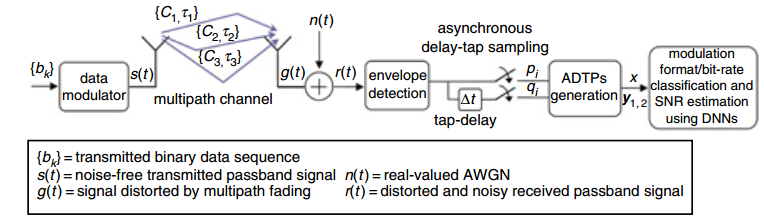 {C1,τ1}
{C2,τ2}
{C3,τ3}
n(t)
asynchronous
delay-tap sampling
{bk}
data
modulator
s(t)
multipath channel
g(t)
+
r(t)
envelope
detection
Δt
tap-delay
pi
qi
ADTPs
generation
x
y1,2
modulation
format/bit-rate
classification and
SNR estimation
using DNNs
{bk} = transmitted binary data sequence
s(t) = noise-free transmitted passband signal n(t) = real-valued AWGN
g(t) = signal distorted by multipath fading r(t) = distorted and noisy received passband signal